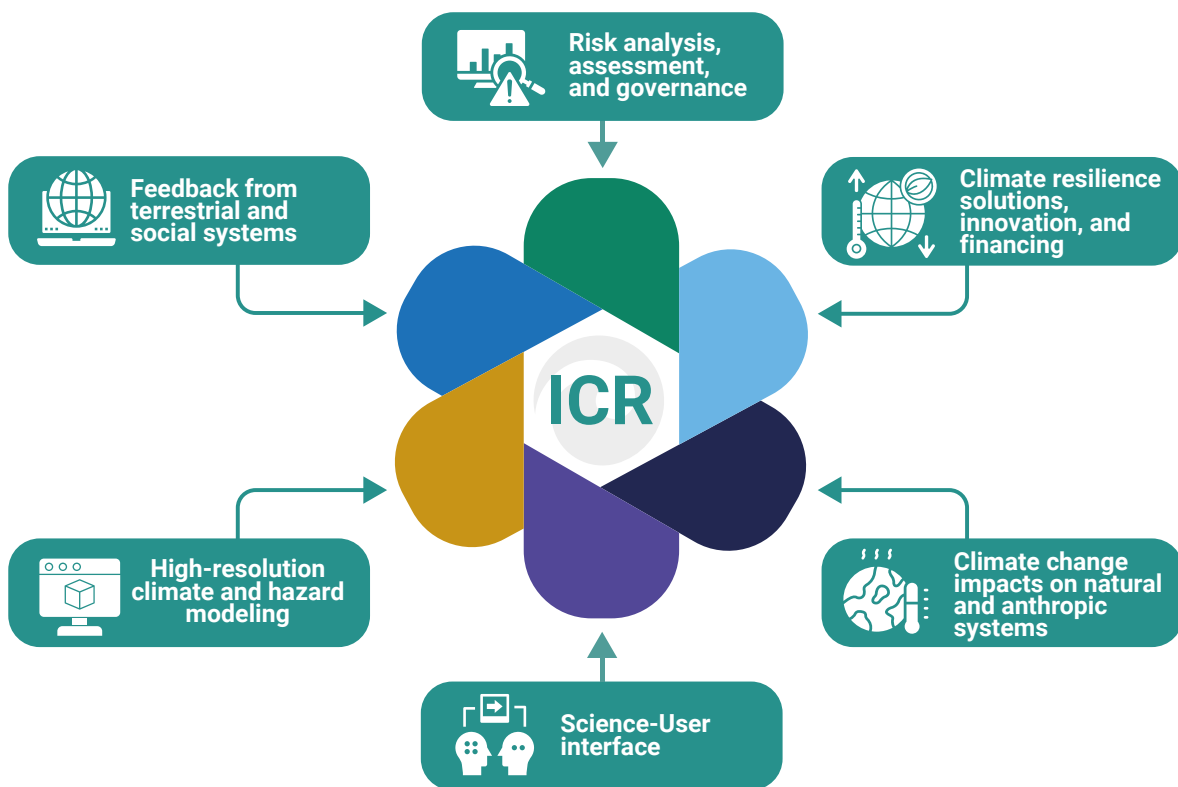 Risk analysis,
assessment,
and governance
Feedback from
terrestrial and
social systems
Climate resilience
solutions,
innovation, and
financing
ICR
High-resolution
climate and hazard
modeling
Climate change
impacts on natural
and anthropic
systems
Science-User
interface